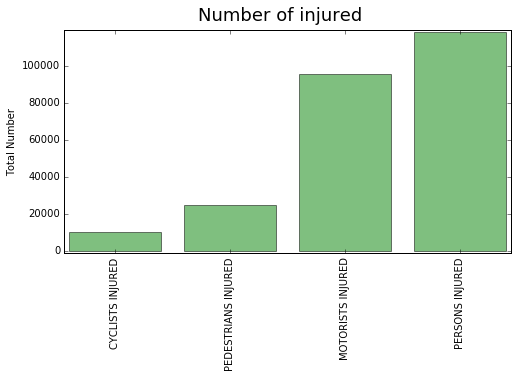 Number of injured
Total Number
100000
80000
60000
40000
20000
0
CYCLISTS INJURED
PEDESTRIANS INJURED
MOTORISTS INJURED
PERSONS INJURED